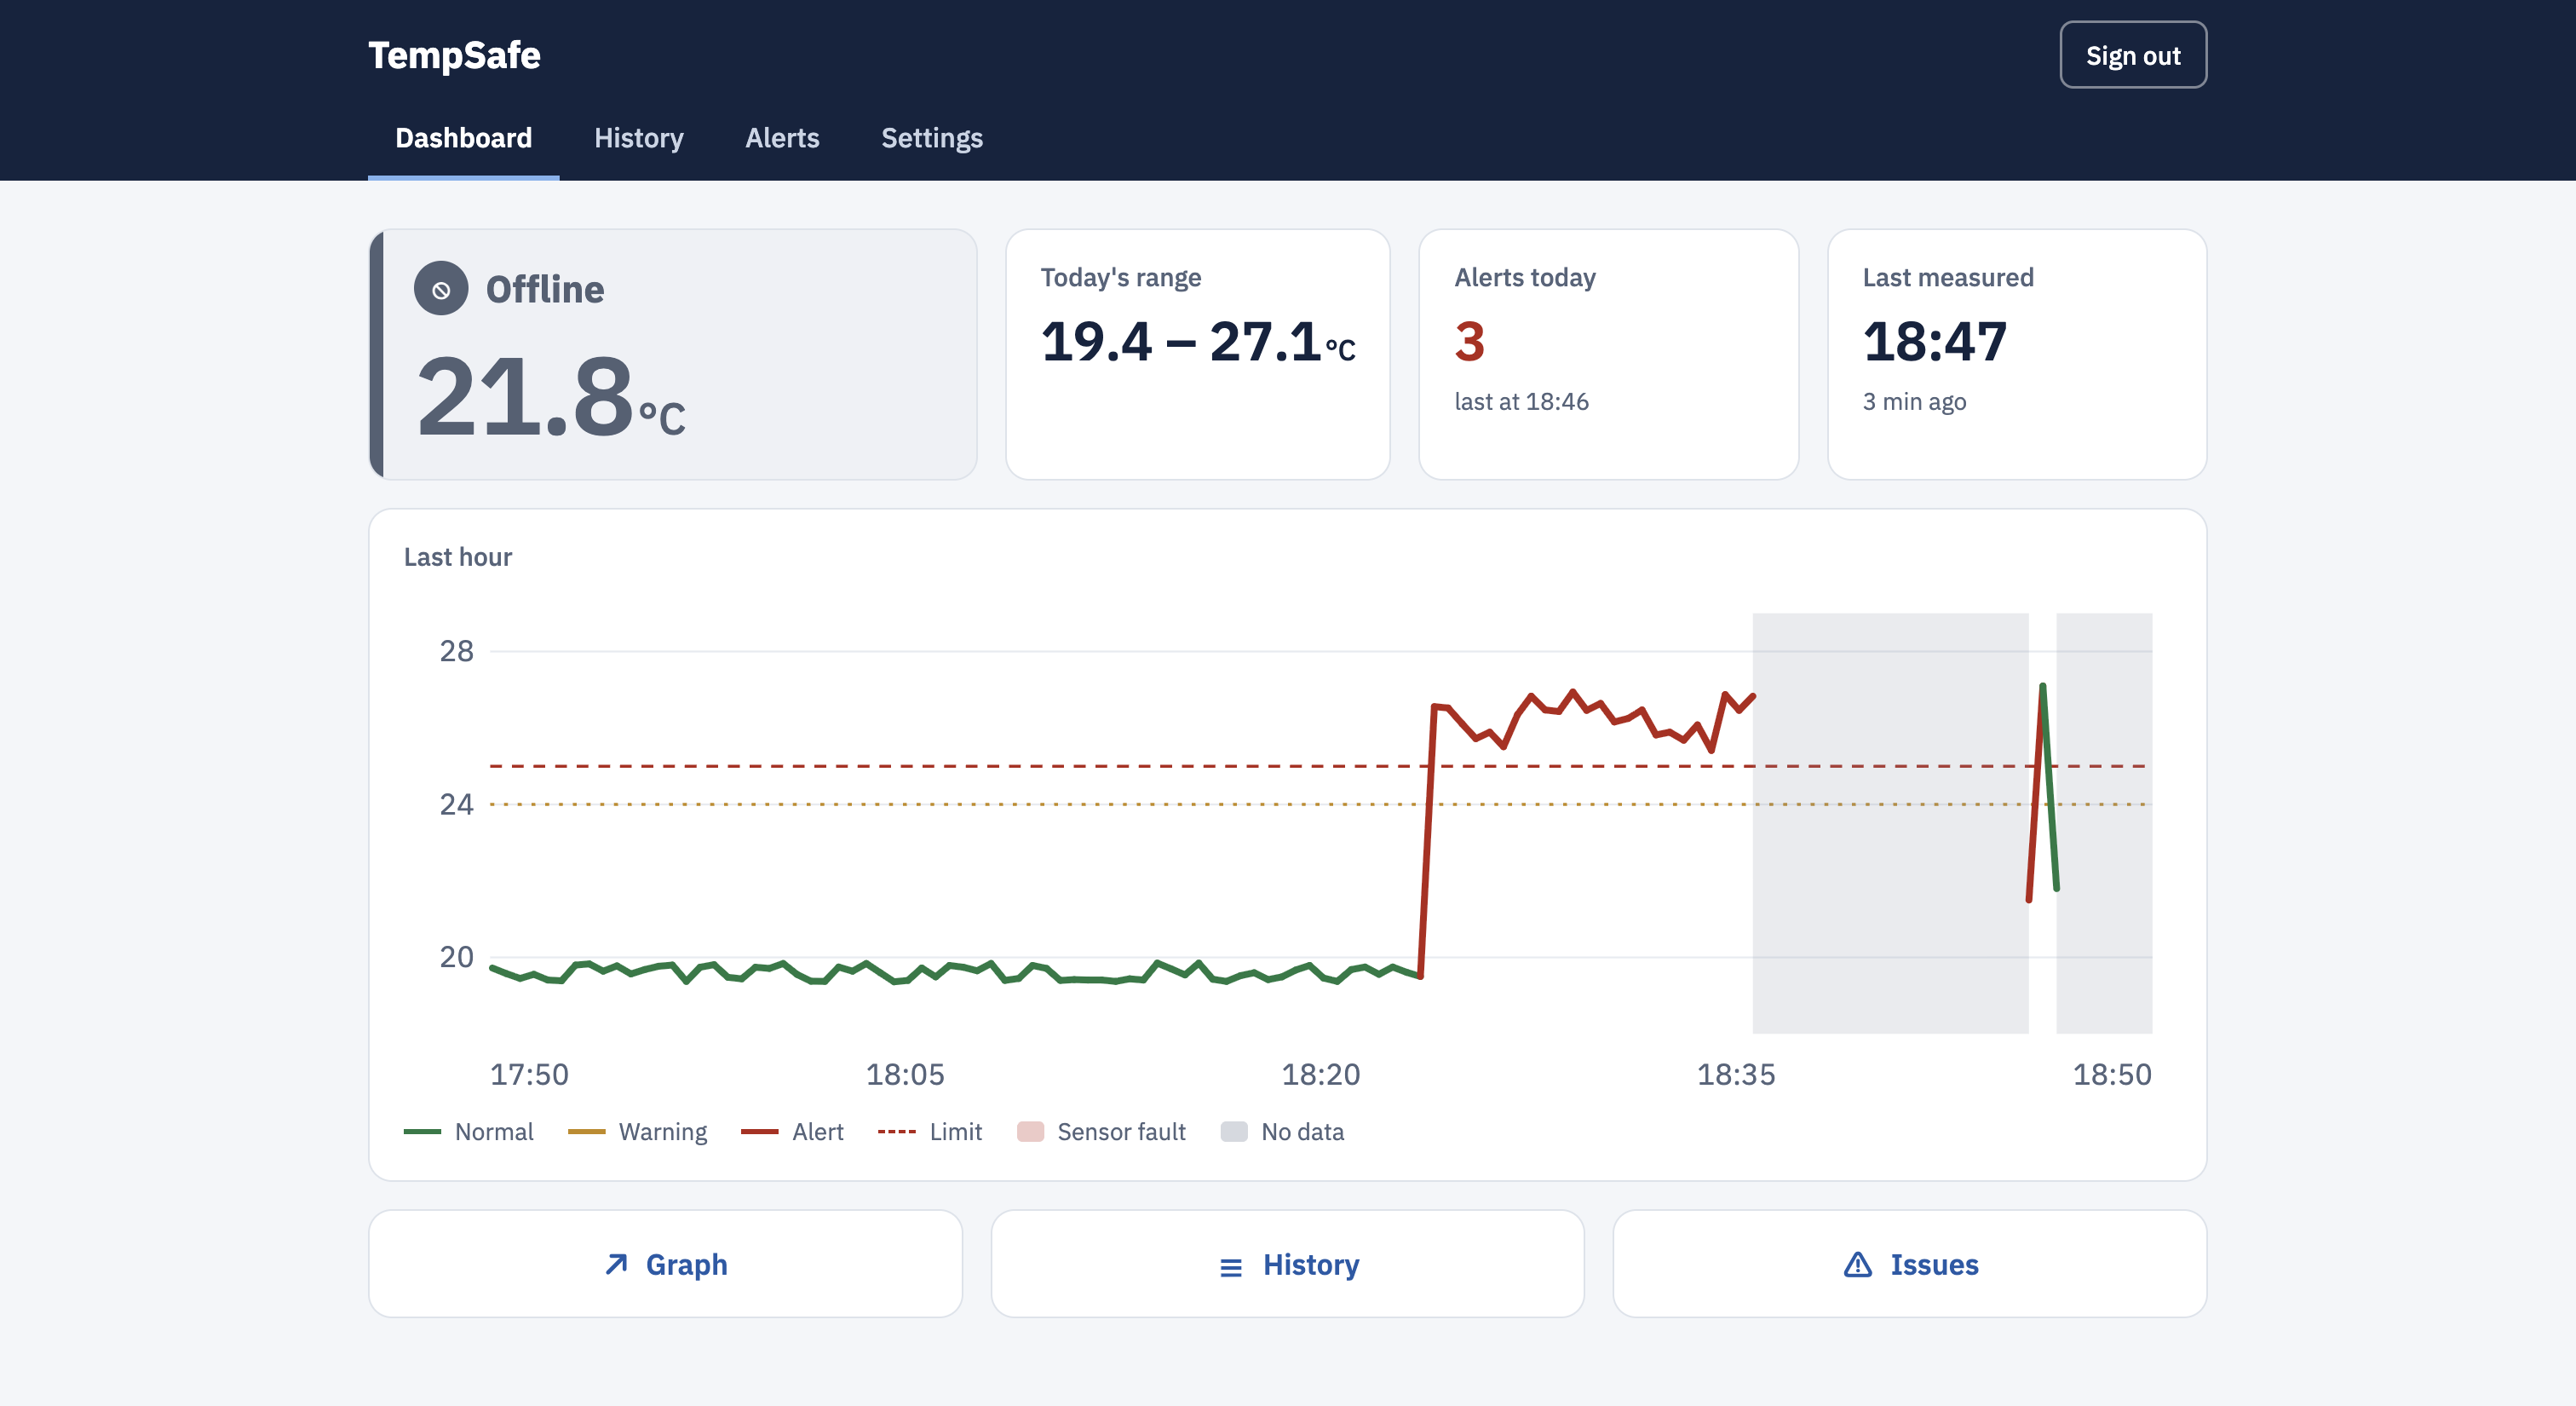 TempSafe
Sign out
Dashboard History Alerts Settings
Offline
21.8°C
Today's range
19.4 – 27.1°C
Alerts today
3
last at 18:46
Last measured
18:47
3 min ago
Last hour
28
24
20
17:50 18:05 18:20 18:35 18:50
Normal Warning Alert Limit Sensor fault No data
Graph
History
Issues